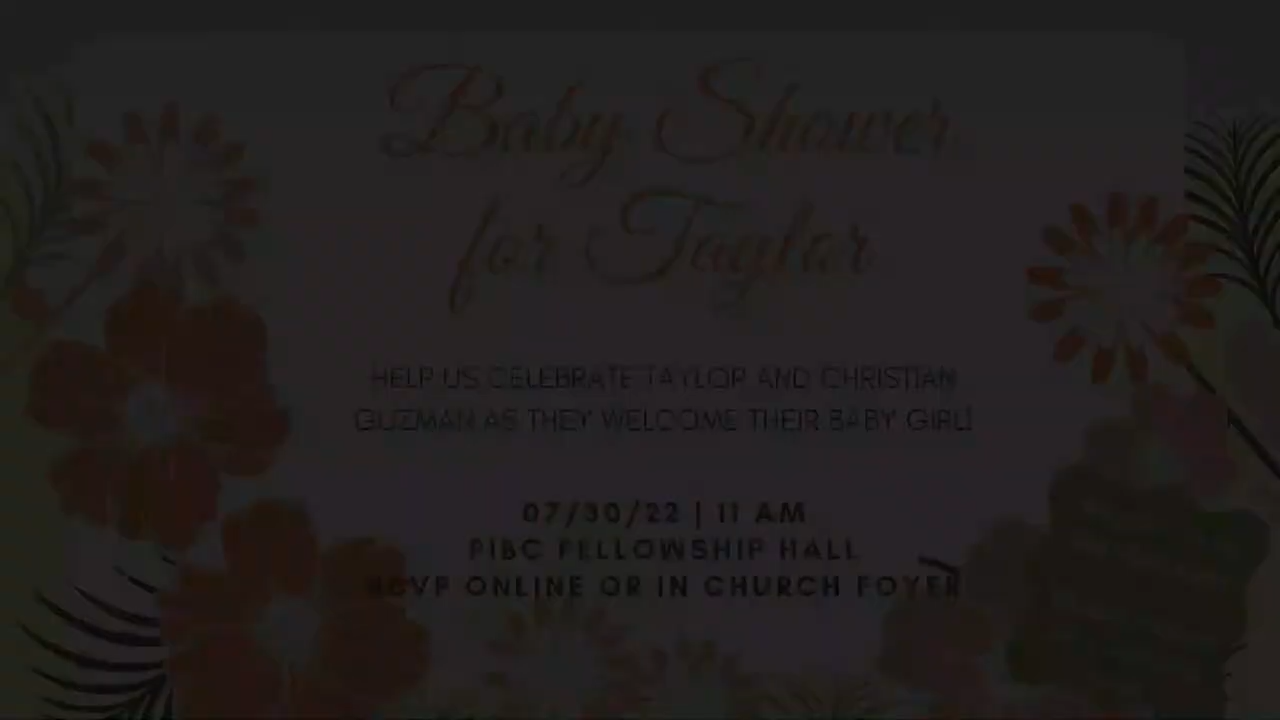 Baby Shower
for Taylor
HELP US CELEBRATE TAYLOR AND CHRISTIAN
GUZMAN AS THEY WELCOME THEIR BABY GIRL!
07/30/22 | 11 AM
FIBC FELLOWSHIP HALL
RSVP ONLINE OR IN CHURCH FOYER